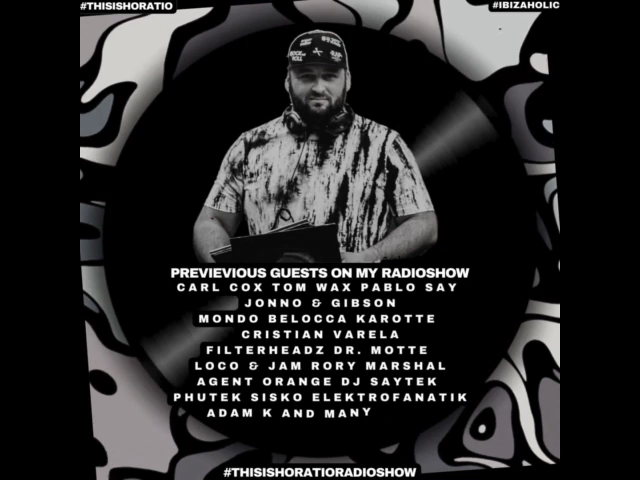 #THISISHORATIO
#IBIZAHOLIC
ROCK
ROLL
PREVIEVIOUS GUESTS ON MY RADIOSHOW
CARL COX TOM WAX PABLO SAY
JONNO & GIBSON
MONDO BELOCCA KAROTTE
CRISTIAN VARELA
FILTERHEADZ DR. MOTTE
LOCO & JAM RORY MARSHAL
AGENT ORANGE DJ SAYTEK
PHUTEK SISKO ELEKTROFANATIK
ADAM K AND MANY
#THISISHORATIORADIOSHOW